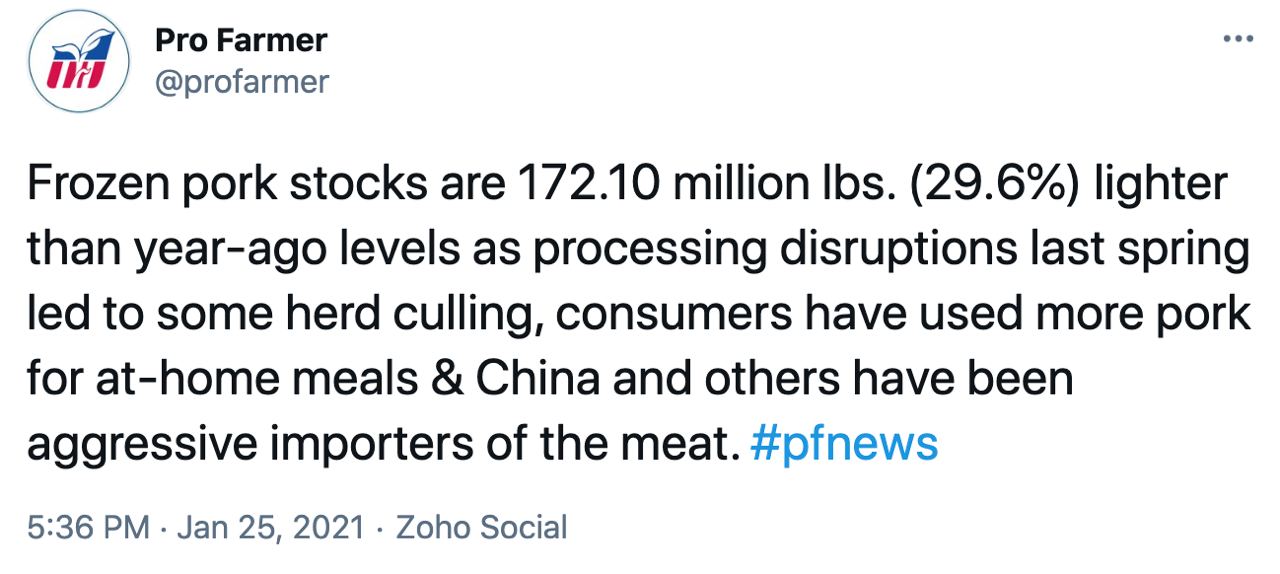 Pro Farmer
@profarmer
Frozen pork stocks are 172.10 million lbs. (29.6%) lighter
than year-ago levels as processing disruptions last spring
led to some herd culling, consumers have used more pork
for at-home meals & China and others have been
aggressive importers of the meat. #pfnews
5:36 PM · Jan 25, 2021 · Zoho Social